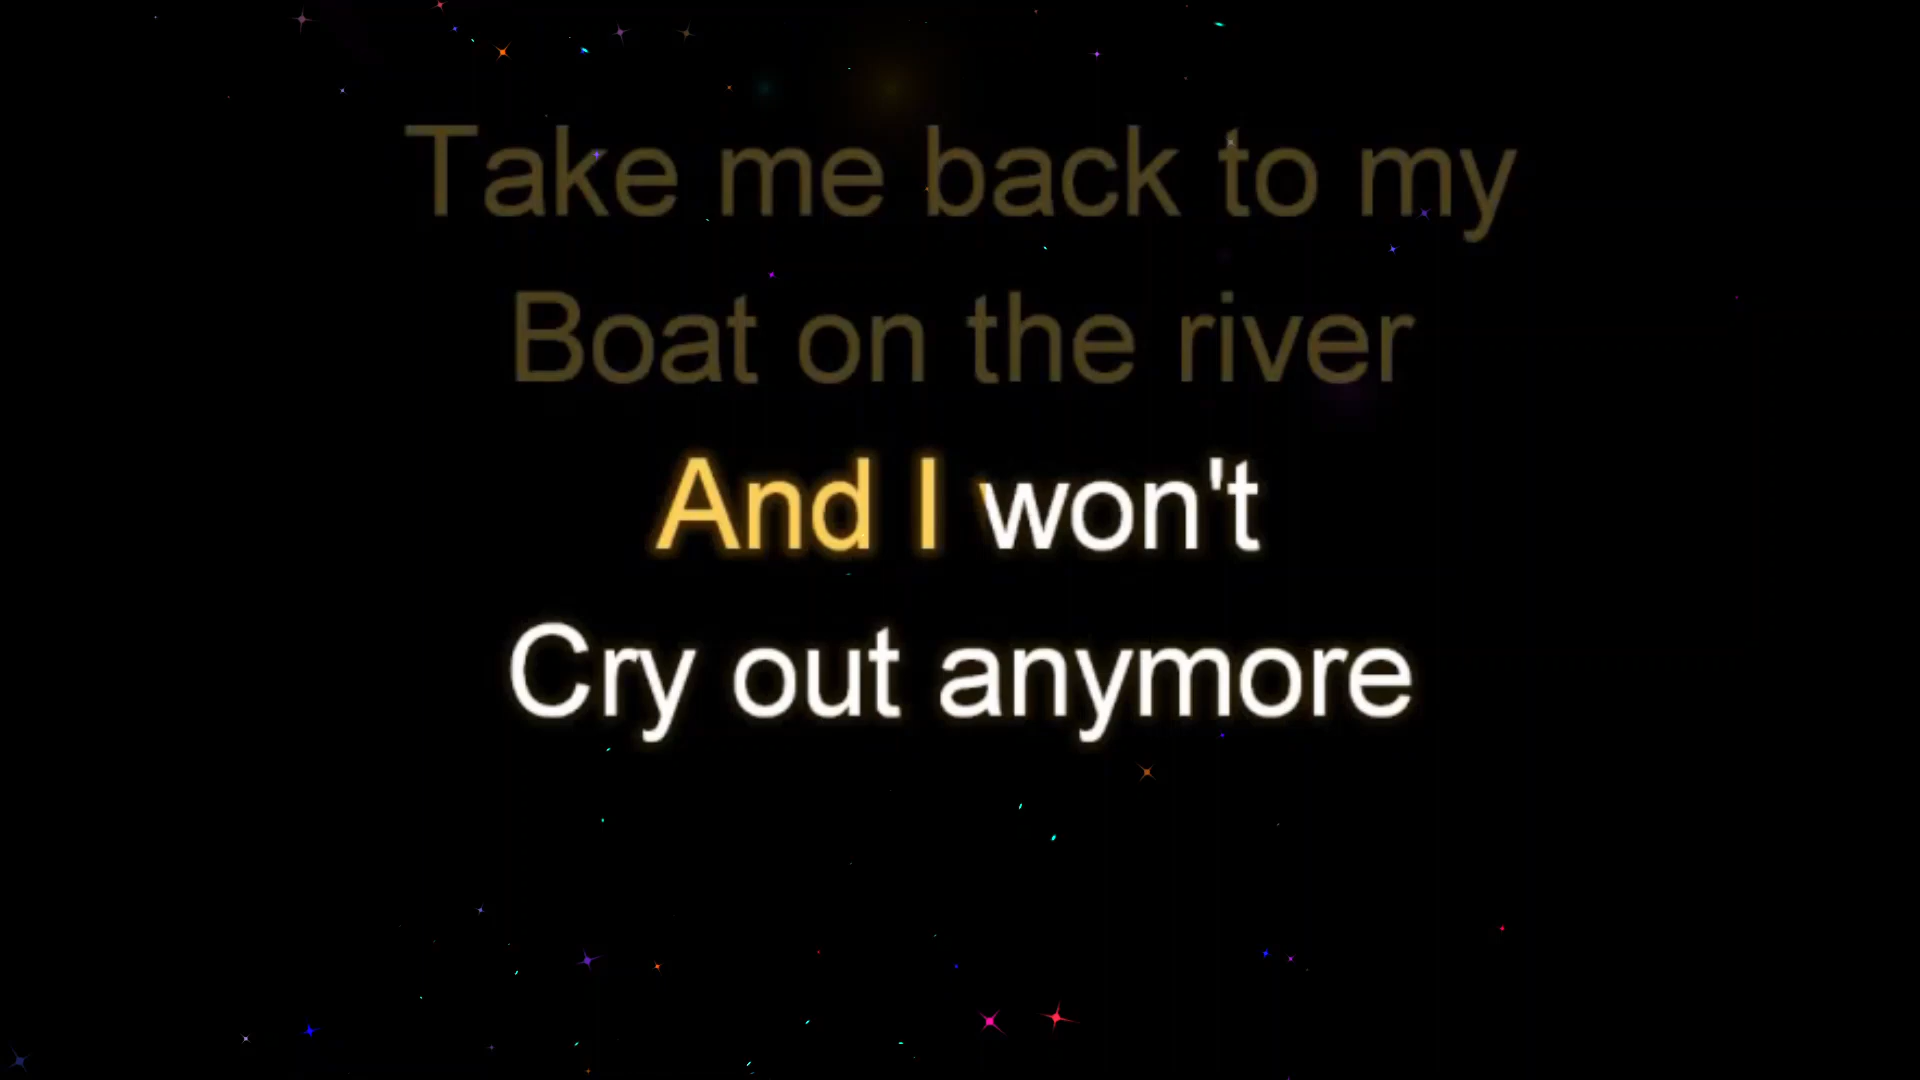 Take me back to my
Boat on the river
And I won't
Cry out anymore